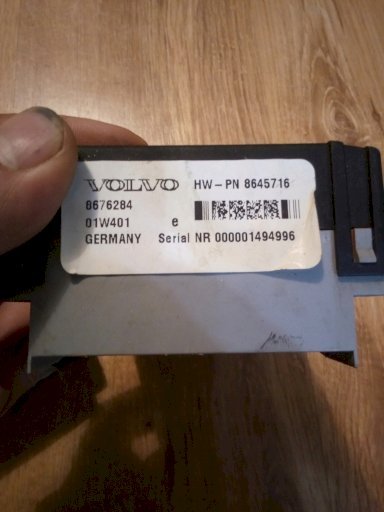 VOLVO HW-PN 8645716
8676284
01W401 e
GERMANY Serial NR 000001494996